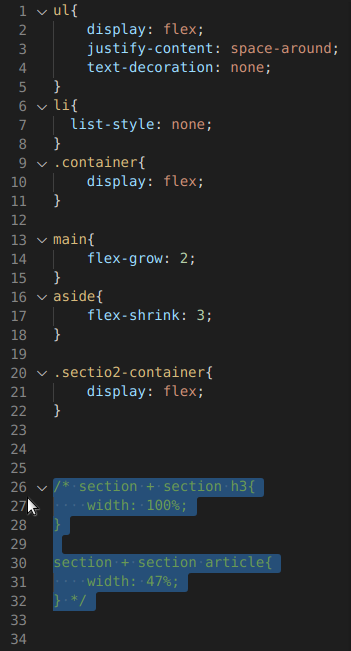 1 ul{
2 display: flex;
3 justify-content: space-around;
4 text-decoration: none;
5 }
6 li{
7 list-style: none;
8 }
9 .container{
10 display: flex;
11 }
12
13 main{
14 flex-grow: 2;
15 }
16 aside{
17 flex-shrink: 3;
18 }
19
20 .sectio2-container{
21 display: flex;
22 }
23
24
25
26 /* section + section h3{
27 width: 100%;
28 }
29
30 section + section article{
31 width: 47%;
32 } */
33
34